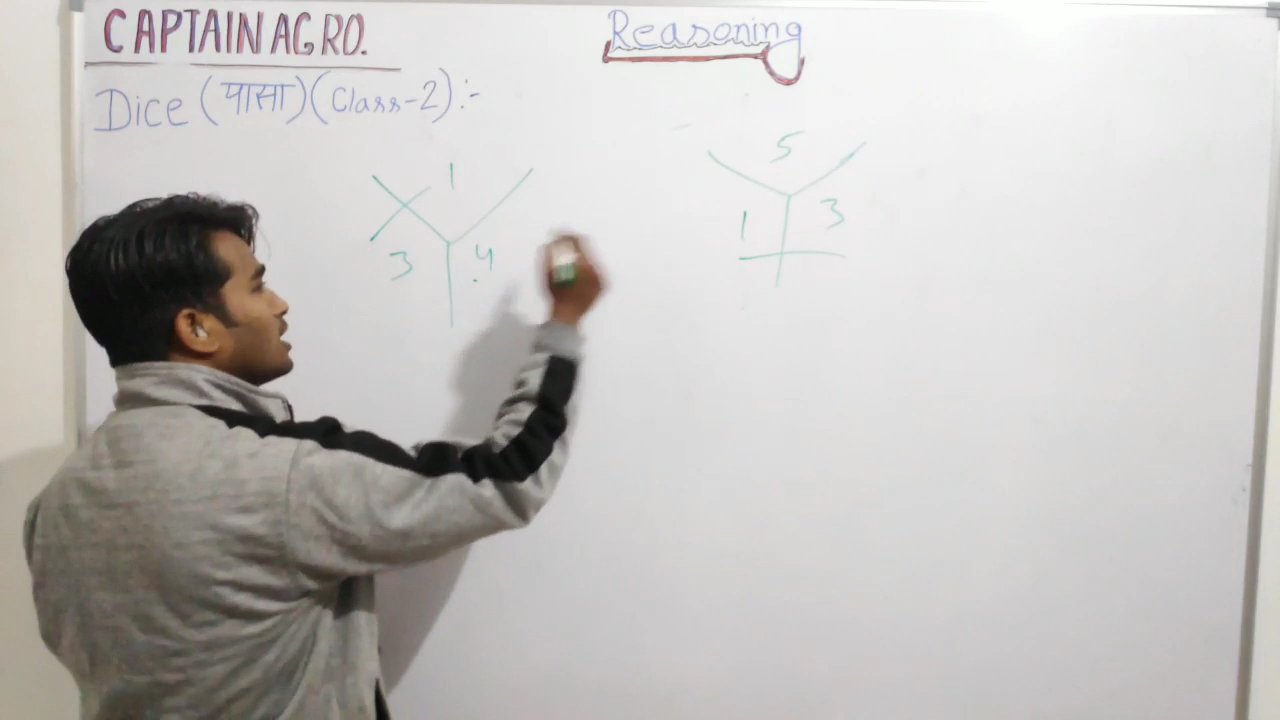 CAPTAIN AGRO.
Reasoning
Dice (पासा) (Class-2) :-
1
3 4
5
1 3